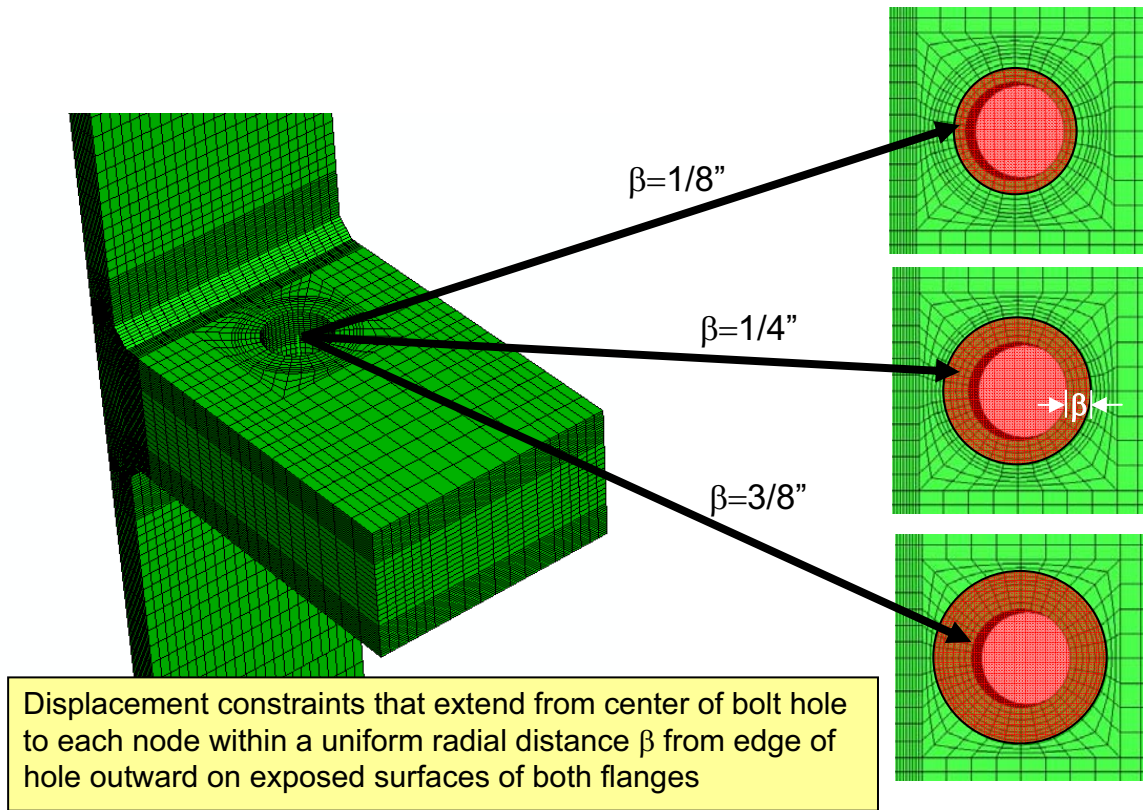 β=1/8”
β=1/4”
β
β=3/8”
Displacement constraints that extend from center of bolt hole
to each node within a uniform radial distance β from edge of
hole outward on exposed surfaces of both flanges